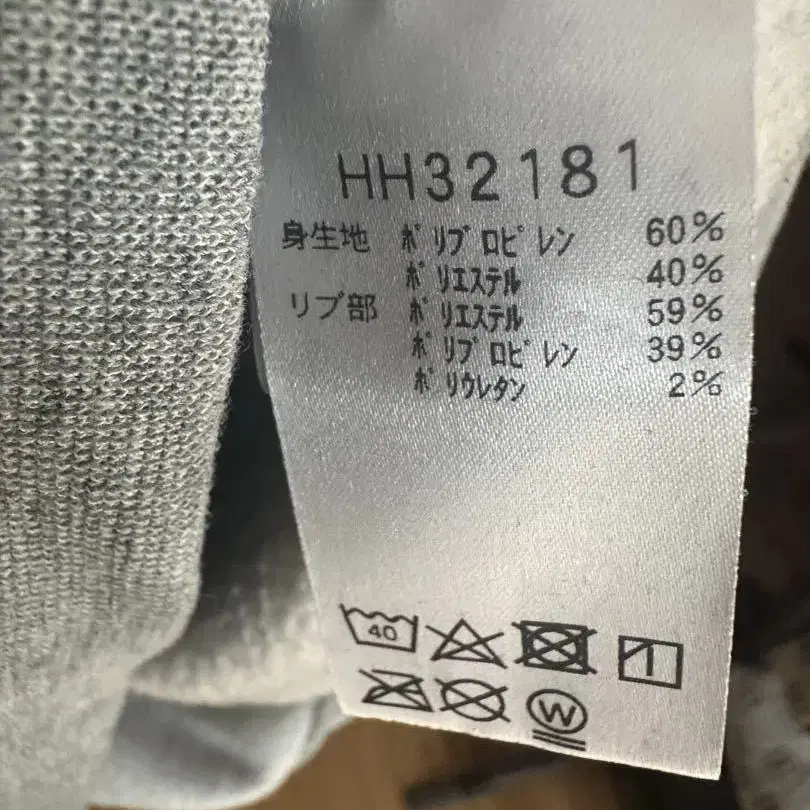 HH32181
身生地 ポリプロピレン 60%
ポリエステル 40%
リブ部 ポリエステル 59%
ポリプロピレン 39%
ポリウレタン 2%
40
W